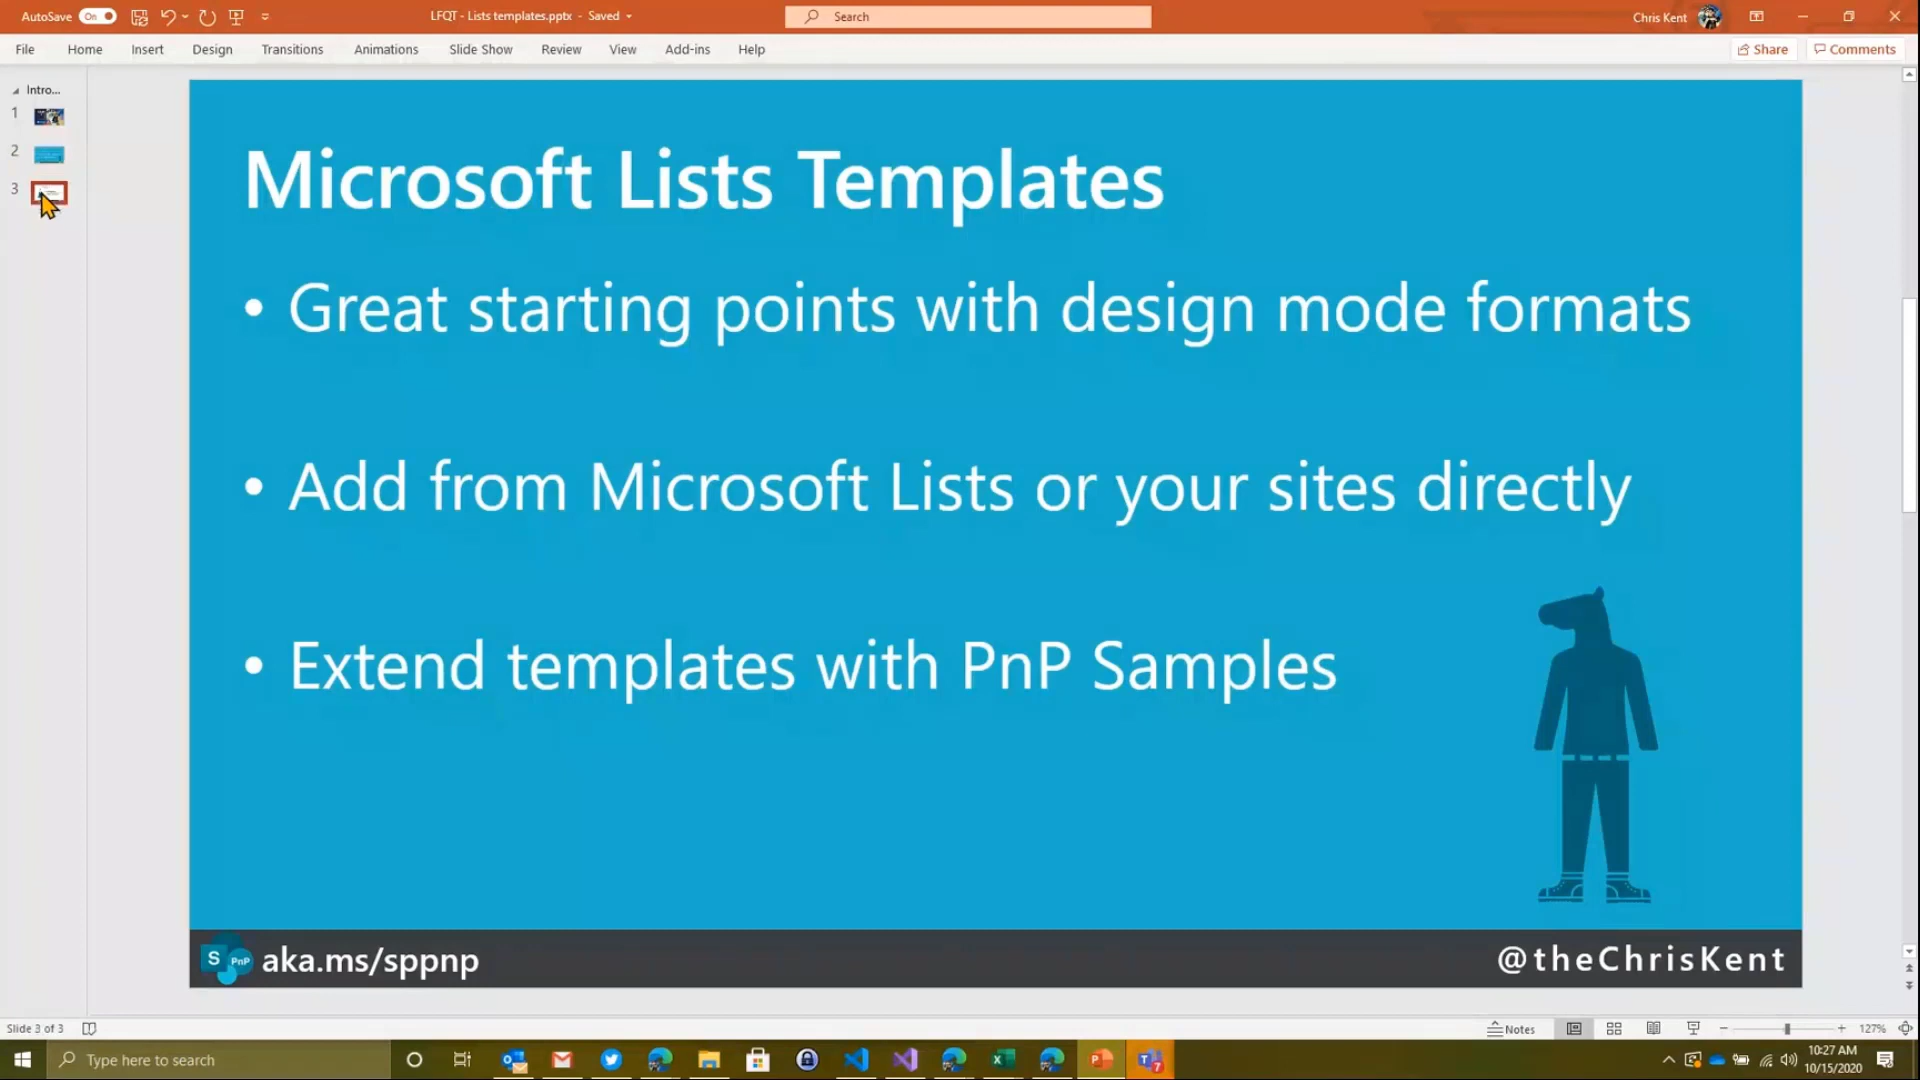 AutoSave On LFQT - Lists templates.pptx - Saved Search Chris Kent
File Home Insert Design Transitions Animations Slide Show Review View Add-ins Help Share Comments
Intro...
1
2
3
Microsoft Lists Templates
• Great starting points with design mode formats
• Add from Microsoft Lists or your sites directly
• Extend templates with PnP Samples
S PnP aka.ms/sppnp @theChrisKent
Slide 3 of 3 Notes 127%
Type here to search 10:27 AM
10/15/2020